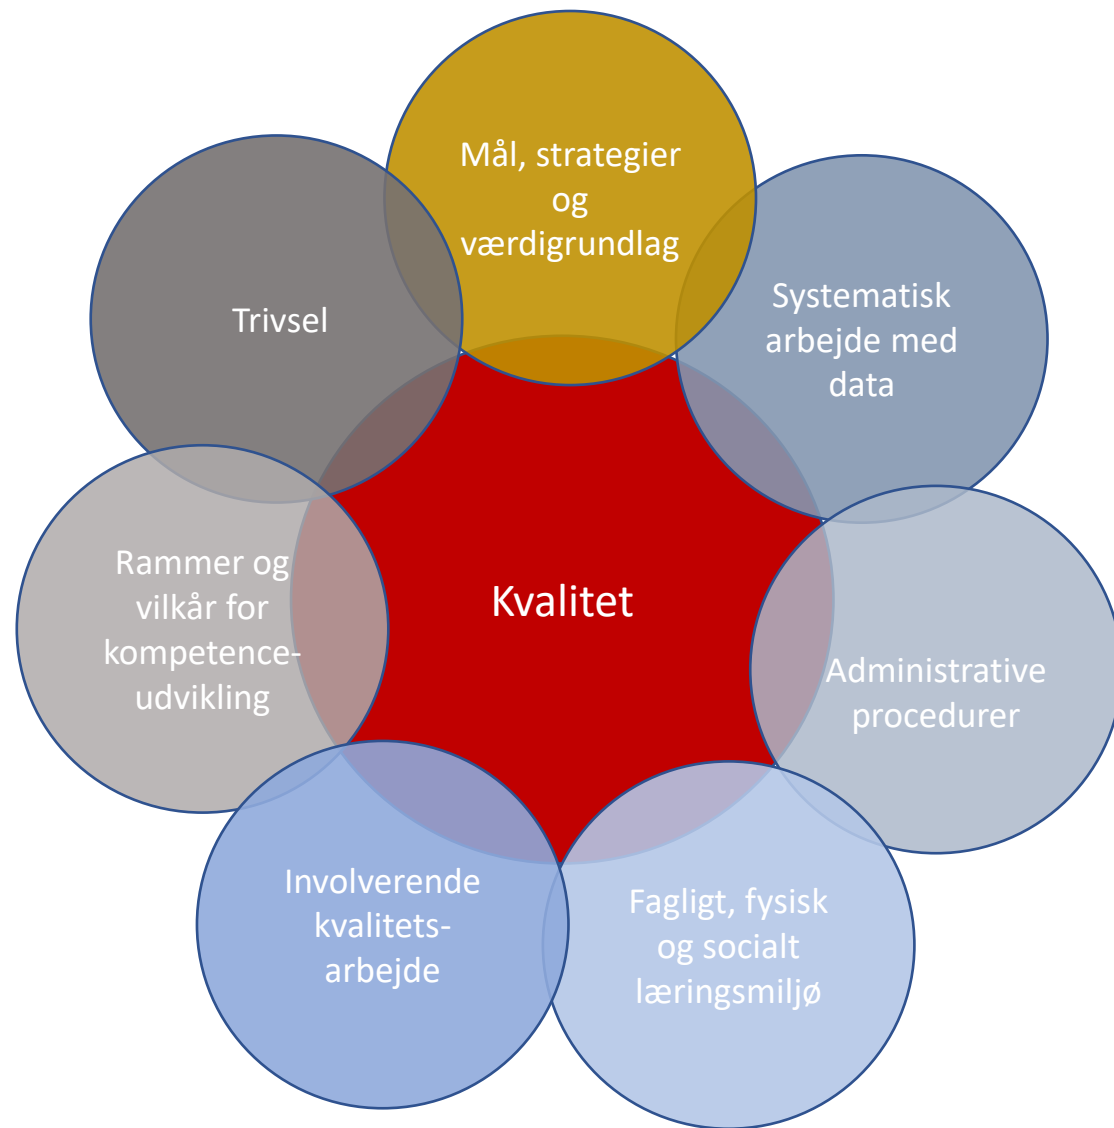 Mål, strategier
og
værdigrundlag
Systematisk
arbejde med
data
Administrative
procedurer
Fagligt, fysisk
og socialt
læringsmiljø
Involverende
kvalitets-
arbejde
Rammer og
vilkår for
kompetence-
udvikling
Trivsel
Kvalitet